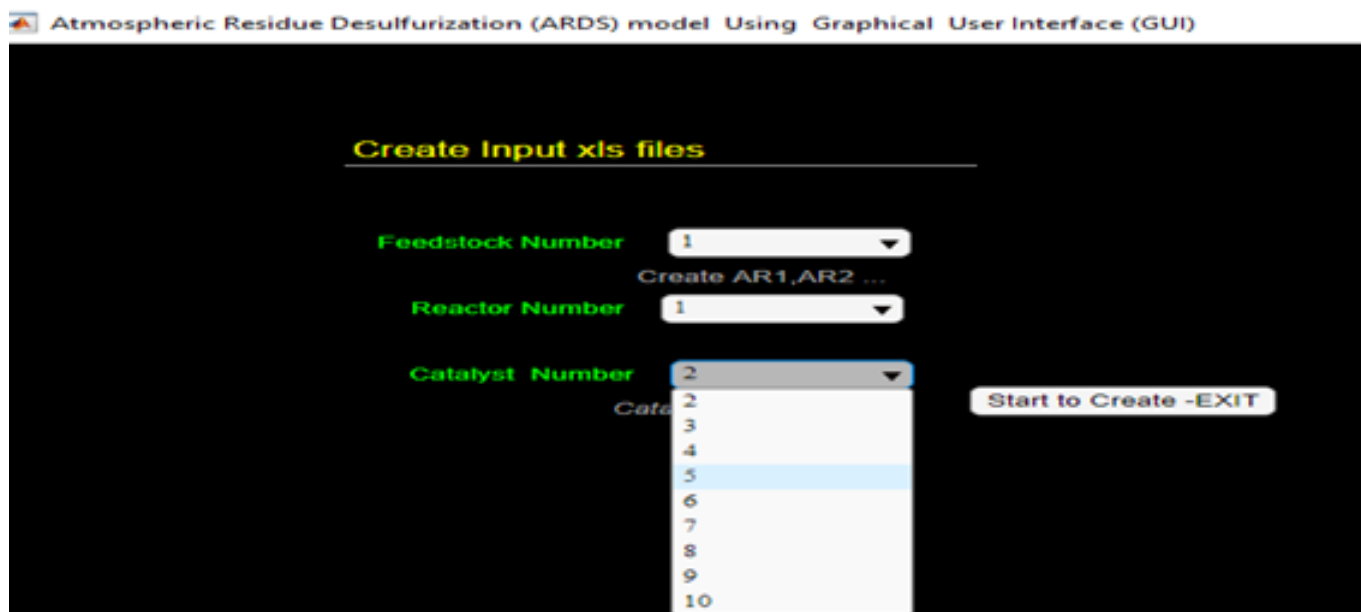 Atmospheric Residue Desulfurization (ARDS) model Using Graphical User Interface (GUI)
Create Input xls files
Feedstock Number 1
Create AR1,AR2 ...
Reactor Number 1
Catalyst Number 2
2
Start to Create -EXIT
3
4
5
6
7
8
9
10